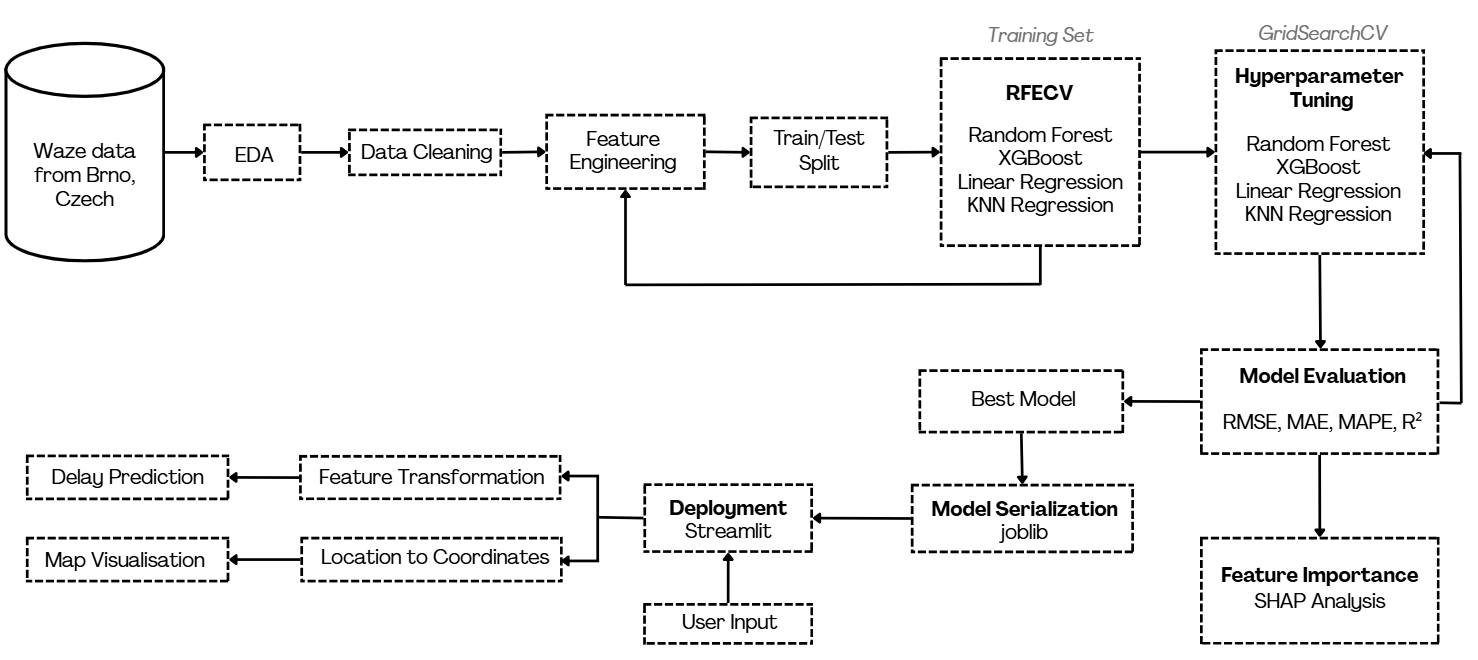 Training Set
GridSearchCV
Waze data
from Brno,
Czech
EDA
Data Cleaning
Feature
Engineering
Train/Test
Split
RFECV
Random Forest
XGBoost
Linear Regression
KNN Regression
Hyperparameter
Tuning
Random Forest
XGBoost
Linear Regression
KNN Regression
Model Evaluation
RMSE, MAE, MAPE, R²
Best Model
Feature Importance
SHAP Analysis
Model Serialization
joblib
Deployment
Streamlit
User Input
Feature Transformation
Delay Prediction
Location to Coordinates
Map Visualisation